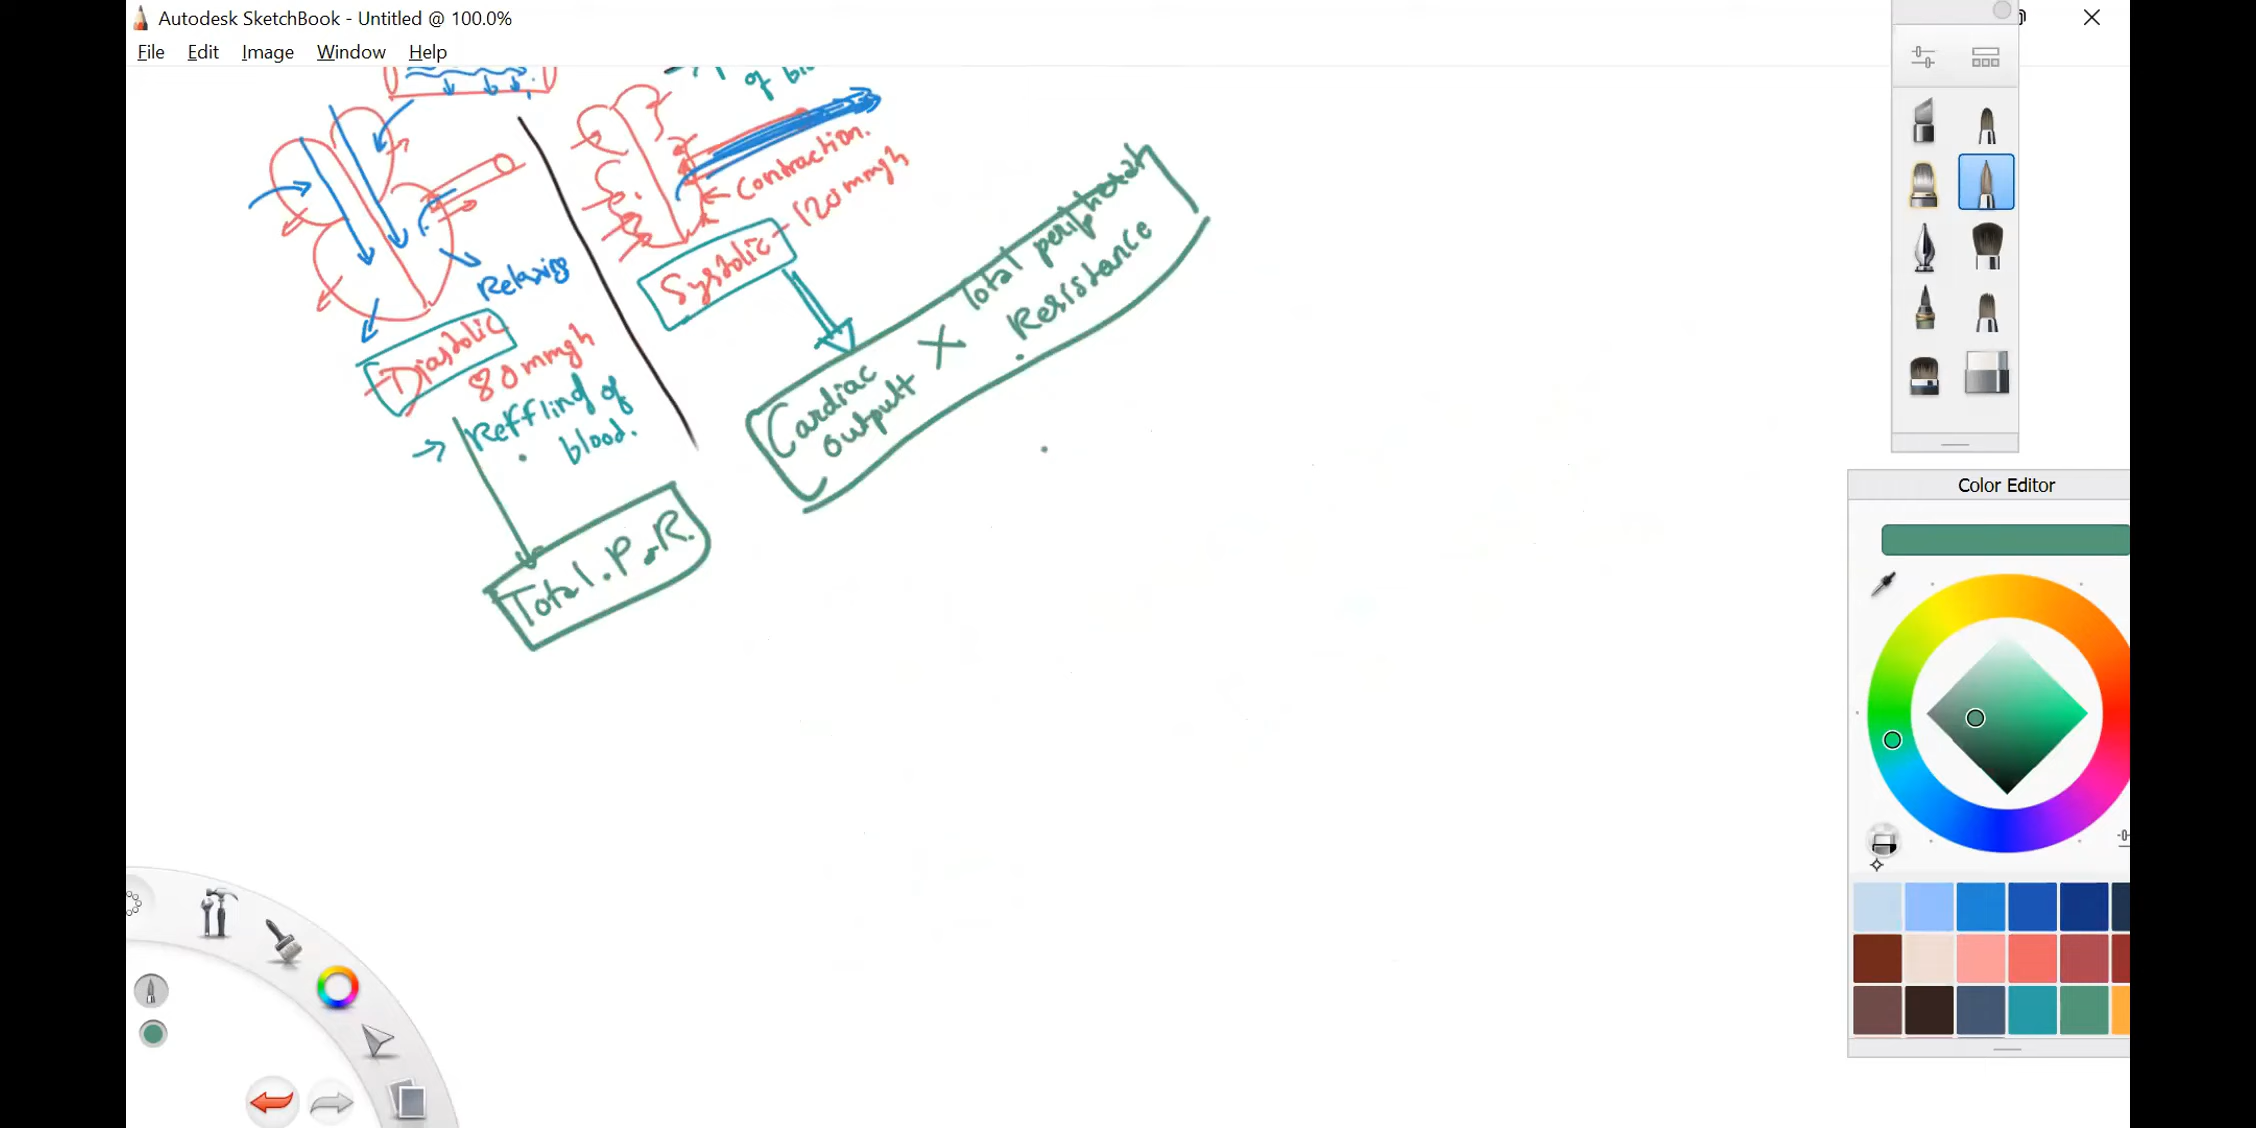 Autodesk SketchBook - Untitled @ 100.0%
File Edit Image Window Help
of
Contraction.
Systolic - 120 mmgh
Relaxing
Diastolic
80 mmgh
→ Reffling of
blood.
Cardiac
output
X
Total peripheral
Resistance
Total.P.R.
Color Editor